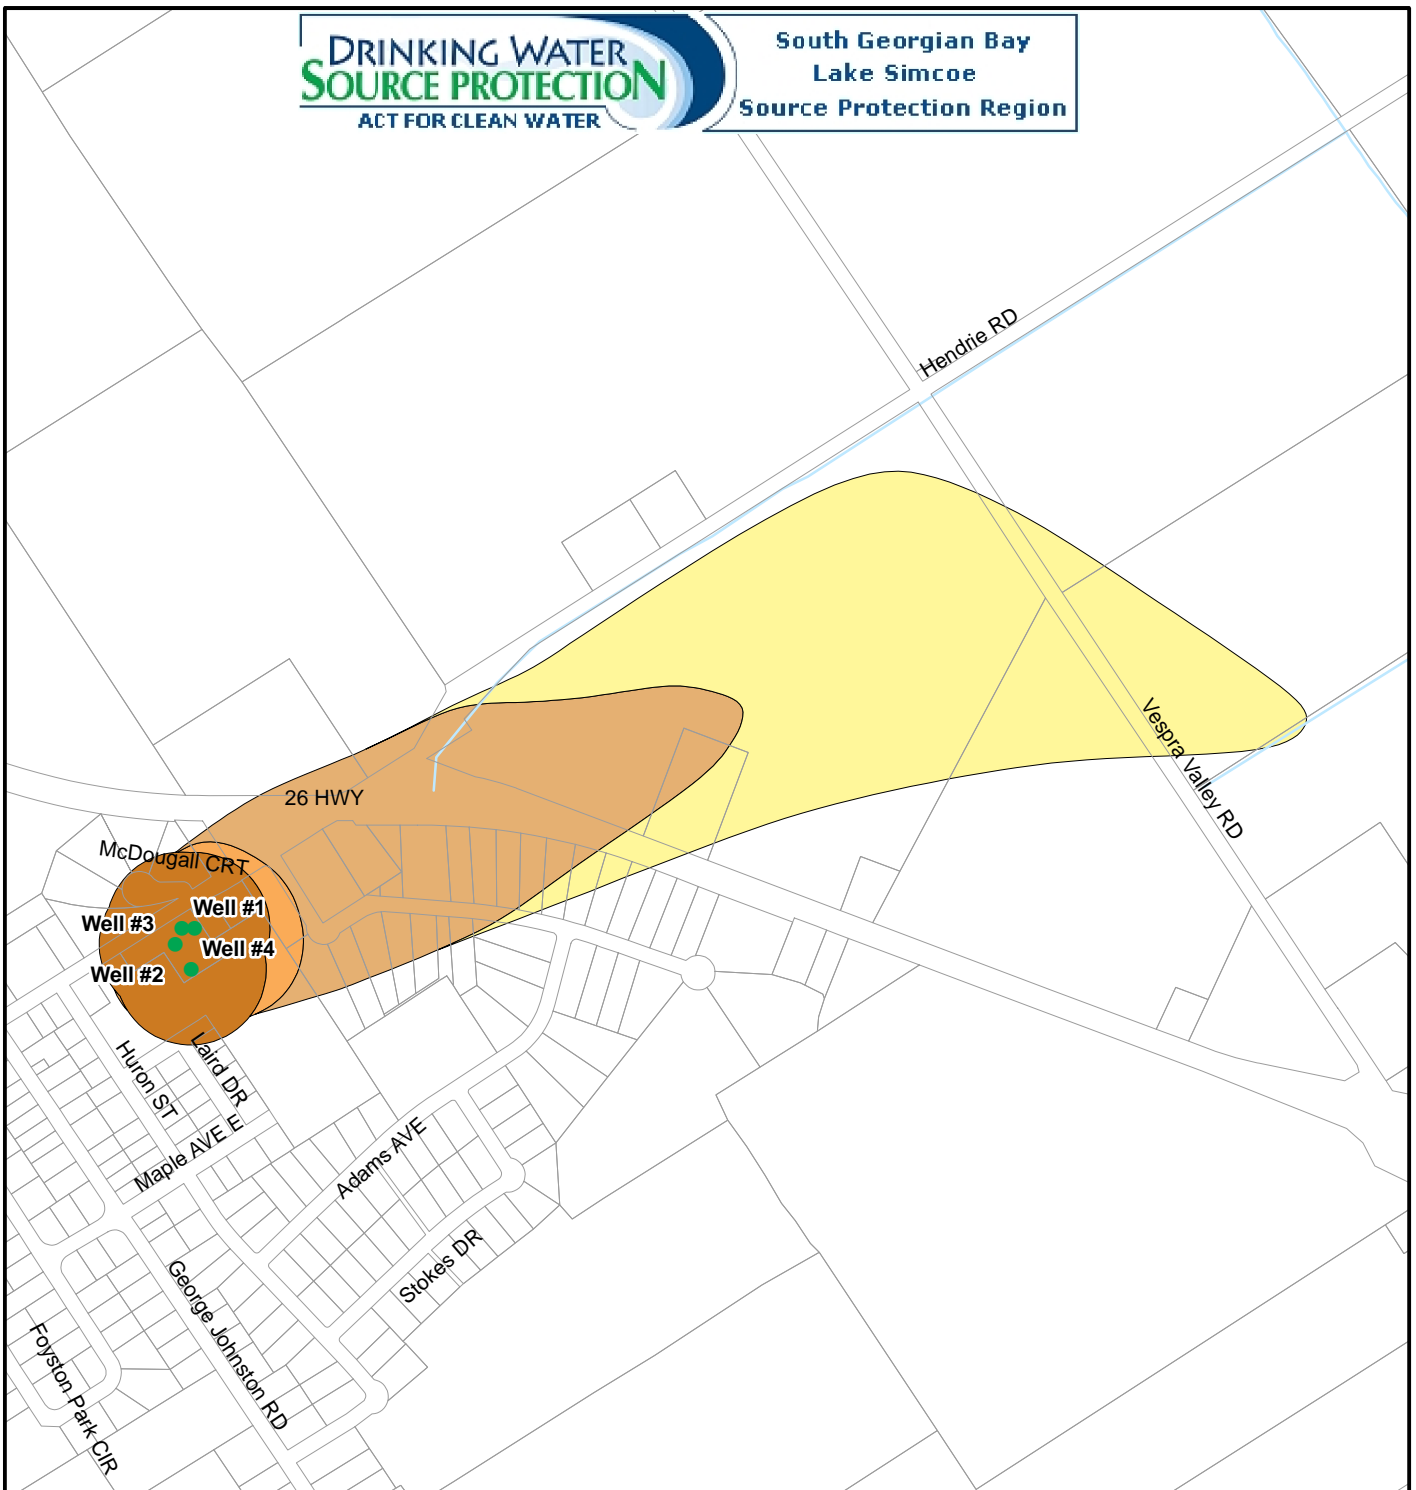 DRINKING WATER
SOURCE PROTECTION
ACT FOR CLEAN WATER
South Georgian Bay
Lake Simcoe
Source Protection Region
Hendrie RD
Vespra Valley RD
26 HWY
McDougall CRT
Well #1
Well #3
Well #4
Well #2
Huron ST
Laird DR
Maple AVE E
Adams AVE
Stokes DR
George Johnston RD
Foyston Park CIR